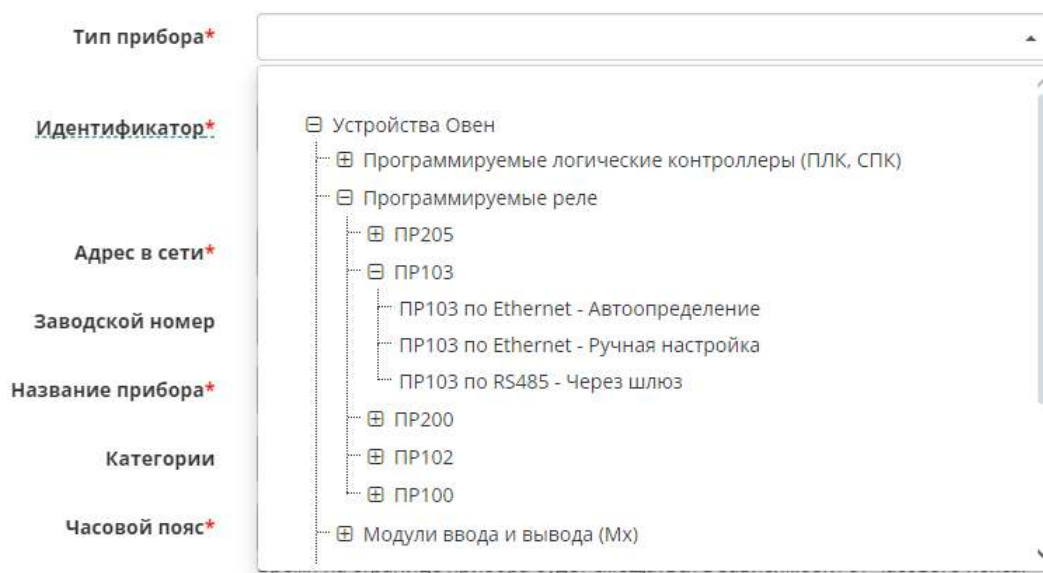 Тип прибора*
Идентификатор*
Устройства Овен
Программируемые логические контроллеры (ПЛК, СПК)
Программируемые реле
ПР205
Адрес в сети*
ПР103
ПР103 по Ethernet - Автоопределение
Заводской номер
ПР103 по Ethernet - Ручная настройка
ПР103 по RS485 - Через шлюз
Название прибора*
ПР200
Категории
ПР102
ПР100
Часовой пояс*
Модули ввода и вывода (Мх)